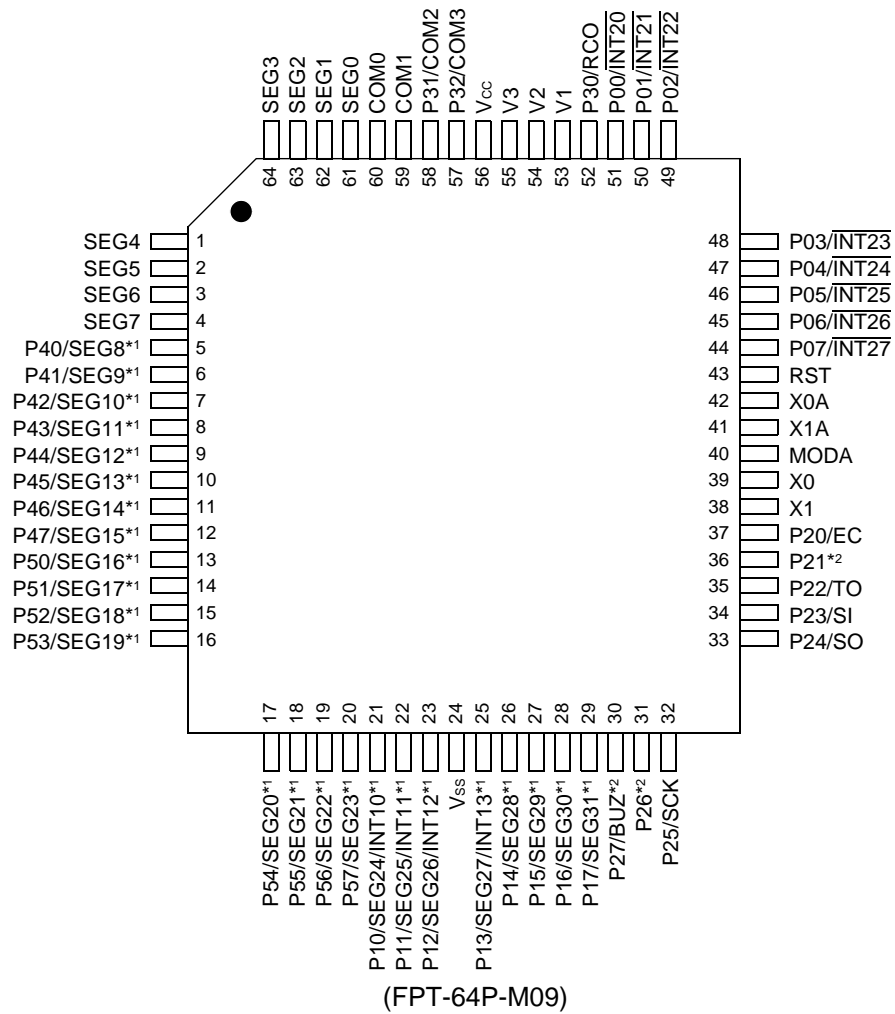 SEG3
SEG2
SEG1
SEG0
COM0
COM1
P31/COM2
P32/COM3
Vcc
V3
V2
V1
P30/RCO
P00/INT20
P01/INT21
P02/INT22
64
63
62
61
60
59
58
57
56
55
54
53
52
51
50
49
SEG4 1
SEG5 2
SEG6 3
SEG7 4
P40/SEG8*1 5
P41/SEG9*1 6
P42/SEG10*1 7
P43/SEG11*1 8
P44/SEG12*1 9
P45/SEG13*1 10
P46/SEG14*1 11
P47/SEG15*1 12
P50/SEG16*1 13
P51/SEG17*1 14
P52/SEG18*1 15
P53/SEG19*1 16
48 P03/INT23
47 P04/INT24
46 P05/INT25
45 P06/INT26
44 P07/INT27
43 RST
42 X0A
41 X1A
40 MODA
39 X0
38 X1
37 P20/EC
36 P21*2
35 P22/TO
34 P23/SI
33 P24/SO
17
18
19
20
21
22
23
24
25
26
27
28
29
30
31
32
P54/SEG20*1
P55/SEG21*1
P56/SEG22*1
P57/SEG23*1
P10/SEG24/INT10*1
P11/SEG25/INT11*1
P12/SEG26/INT12*1
Vss
P13/SEG27/INT13*1
P14/SEG28*1
P15/SEG29*1
P16/SEG30*1
P17/SEG31*1
P27/BUZ*2
P26*2
P25/SCK
(FPT-64P-M09)